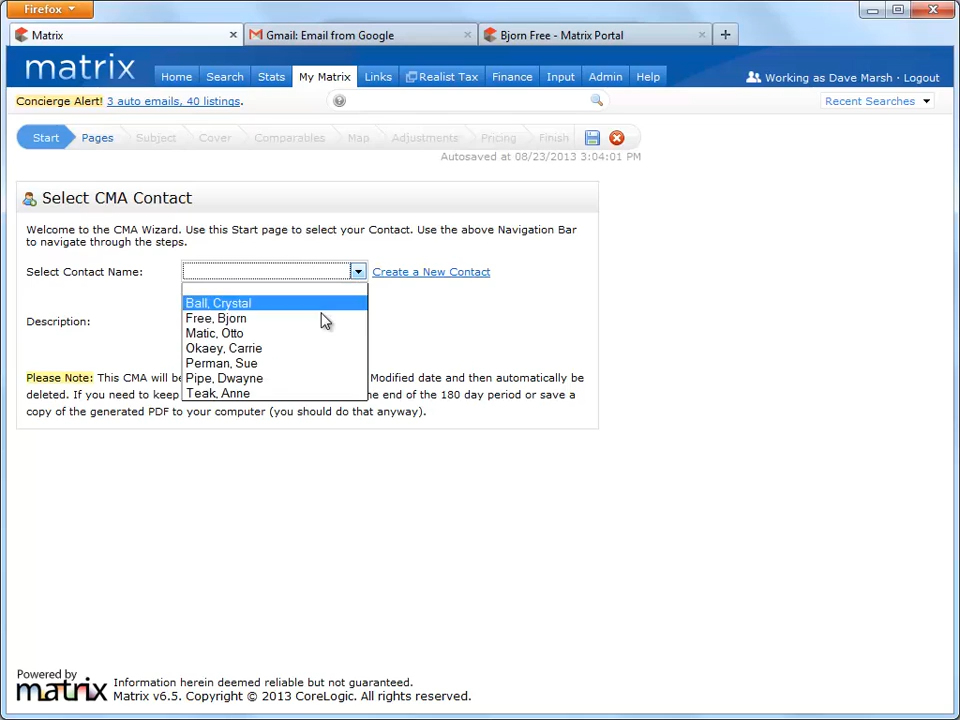 Firefox
Matrix
Gmail: Email from Google
Bjorn Free - Matrix Portal
matrix
Home
Search
Stats
My Matrix
Links
Realist Tax
Finance
Input
Admin
Help
Working as Dave Marsh · Logout
Concierge Alert! 3 auto emails, 40 listings.
Recent Searches
Start
Pages
Subject
Cover
Comparables
Map
Adjustments
Pricing
Finish
Autosaved at 08/23/2013 3:04:01 PM
Select CMA Contact
Welcome to the CMA Wizard. Use this Start page to select your Contact. Use the above Navigation Bar
to navigate through the steps.
Select Contact Name:
Create a New Contact
Ball, Crystal
Free, Bjorn
Matic, Otto
Okaey, Carrie
Perman, Sue
Pipe, Dwayne
Teak, Anne
Description:
Please Note: This CMA will be Modified date and then automatically be
deleted. If you need to keep he end of the 180 day period or save a
copy of the generated PDF to your computer (you should do that anyway).
Powered by
matrix
Information herein deemed reliable but not guaranteed.
Matrix v6.5. Copyright © 2013 CoreLogic. All rights reserved.